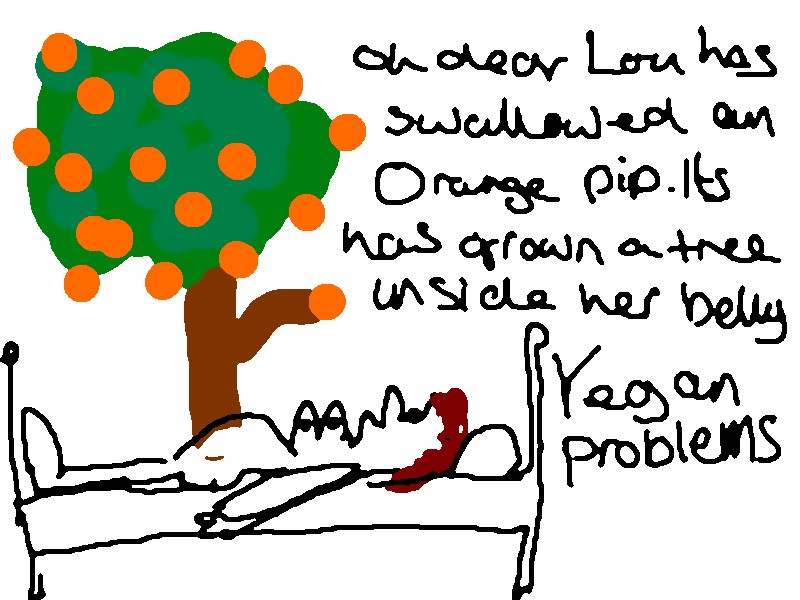 oh dear Lou has
swallowed an
Orange pip. Its
has grown a tree
inside her belly
Vegan
problems